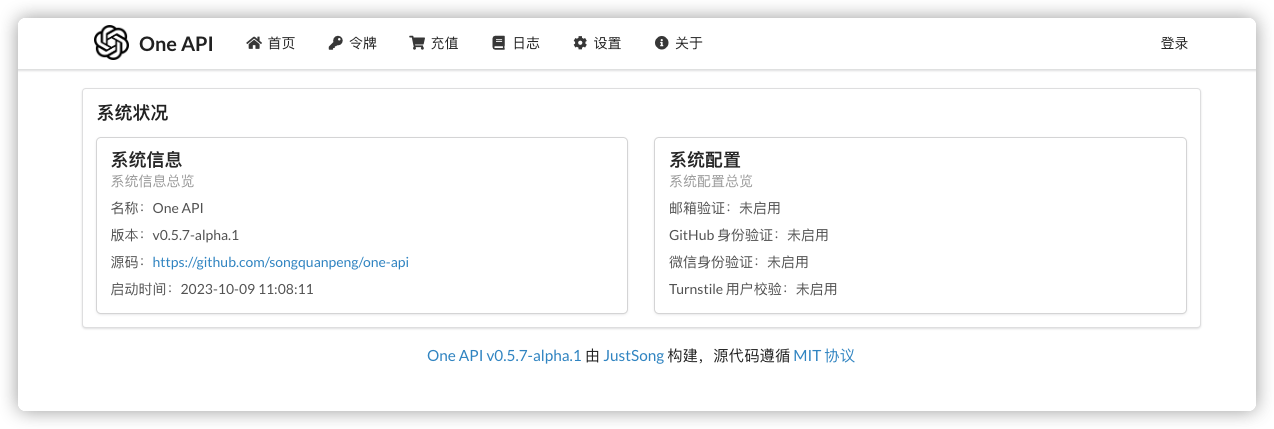 One API 首页 令牌 充值 日志 设置 关于 登录
系统状况
系统信息
系统信息总览
名称：One API
版本：v0.5.7-alpha.1
源码：https://github.com/songquanpeng/one-api
启动时间：2023-10-09 11:08:11
系统配置
系统配置总览
邮箱验证：未启用
GitHub 身份验证：未启用
微信身份验证：未启用
Turnstile 用户校验：未启用
One API v0.5.7-alpha.1 由 JustSong 构建，源代码遵循 MIT 协议